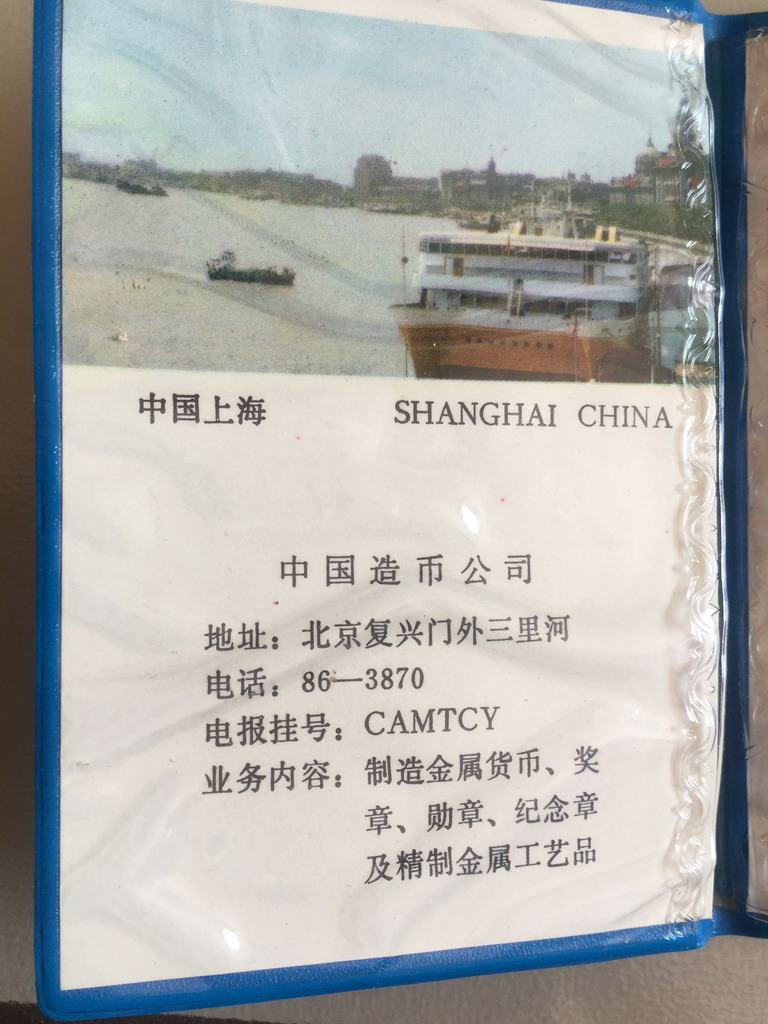 中国上海 SHANGHAI CHINA
中国造币公司
地址：北京复兴门外三里河
电话：86—3870
电报挂号：CAMTCY
业务内容：制造金属货币、奖
章、勋章、纪念章
及精制金属工艺品